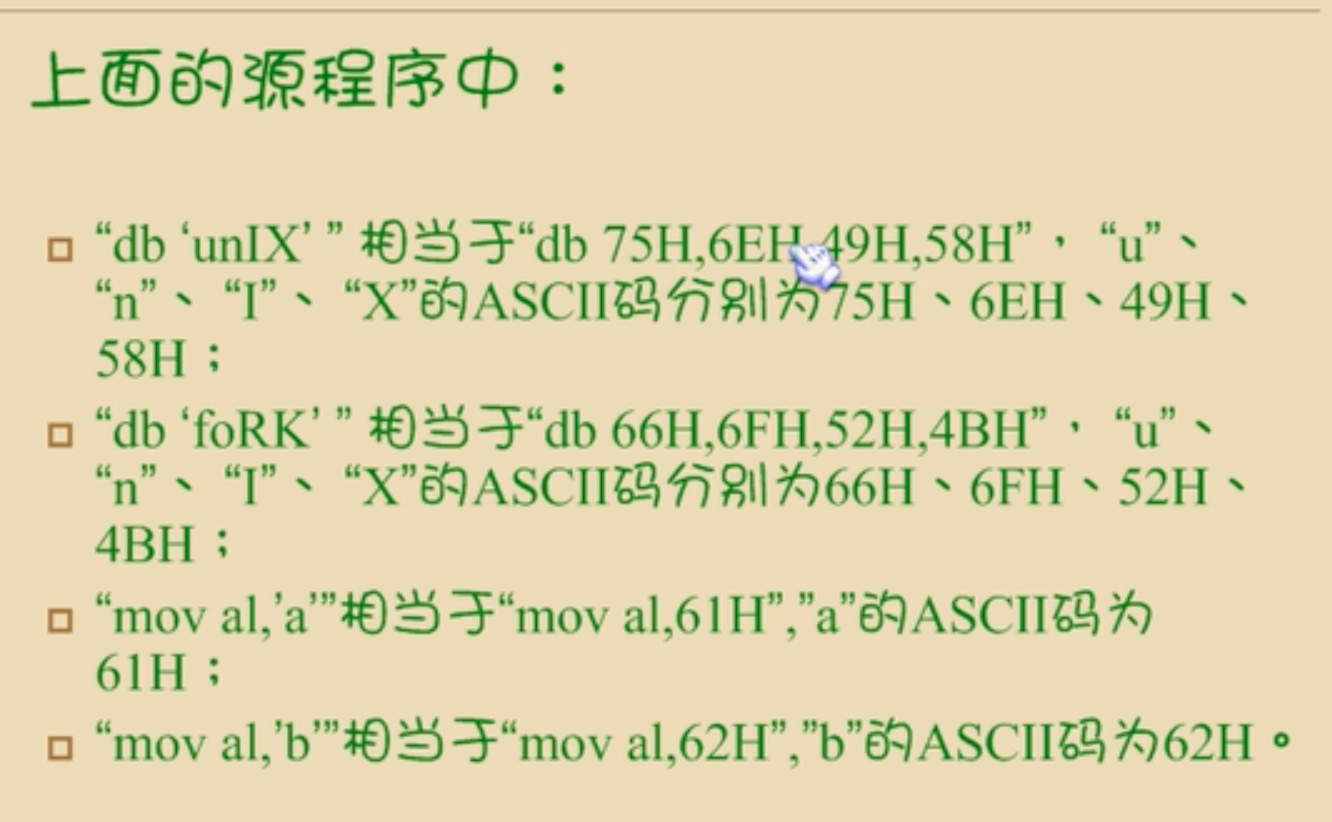 上面的源程序中：
“db ‘unIX’ ” 相当于“db 75H,6EH,49H,58H”，“u”、
“n”、“I”、“X”的ASCII码分别为75H、6EH、49H、
58H；
“db ‘foRK’ ” 相当于“db 66H,6FH,52H,4BH”，“u”、
“n”、“I”、“X”的ASCII码分别为66H、6FH、52H、
4BH；
“mov al,’a’”相当于“mov al,61H”,”a”的ASCII码为
61H；
“mov al,’b’”相当于“mov al,62H”,”b”的ASCII码为62H。